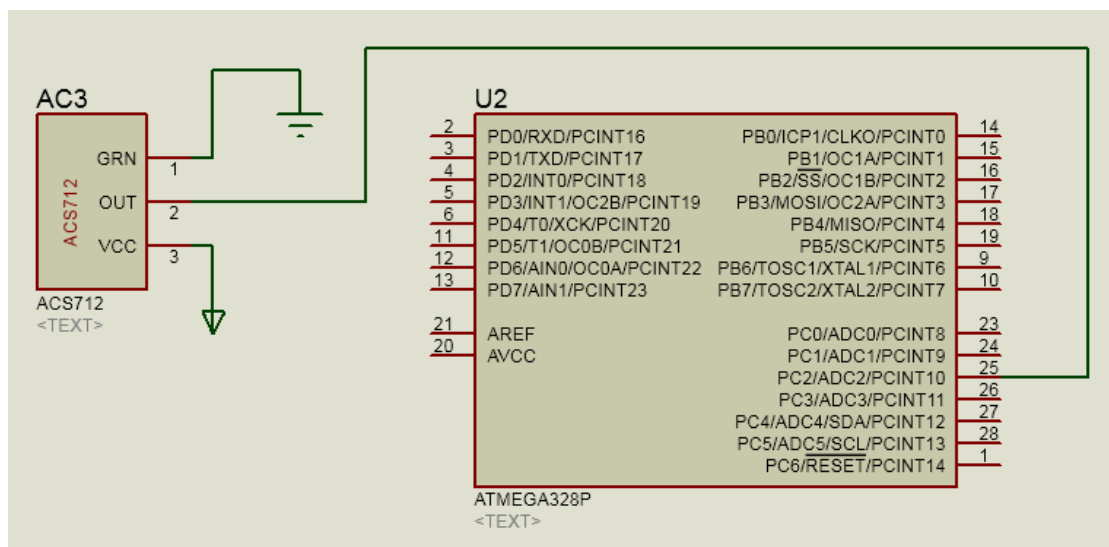 AC3
GRN 1
ACS712
OUT 2
VCC 3
ACS712
<TEXT>
U2
2 PD0/RXD/PCINT16 PB0/ICP1/CLKO/PCINT0 14
3 PD1/TXD/PCINT17 PB1/OC1A/PCINT1 15
4 PD2/INT0/PCINT18 PB2/SS/OC1B/PCINT2 16
5 PD3/INT1/OC2B/PCINT19 PB3/MOSI/OC2A/PCINT3 17
6 PD4/T0/XCK/PCINT20 PB4/MISO/PCINT4 18
11 PD5/T1/OC0B/PCINT21 PB5/SCK/PCINT5 19
12 PD6/AIN0/OC0A/PCINT22 PB6/TOSC1/XTAL1/PCINT6 9
13 PD7/AIN1/PCINT23 PB7/TOSC2/XTAL2/PCINT7 10
21 AREF PC0/ADC0/PCINT8 23
20 AVCC PC1/ADC1/PCINT9 24
PC2/ADC2/PCINT10 25
PC3/ADC3/PCINT11 26
PC4/ADC4/SDA/PCINT12 27
PC5/ADC5/SCL/PCINT13 28
PC6/RESET/PCINT14 1
ATMEGA328P
<TEXT>